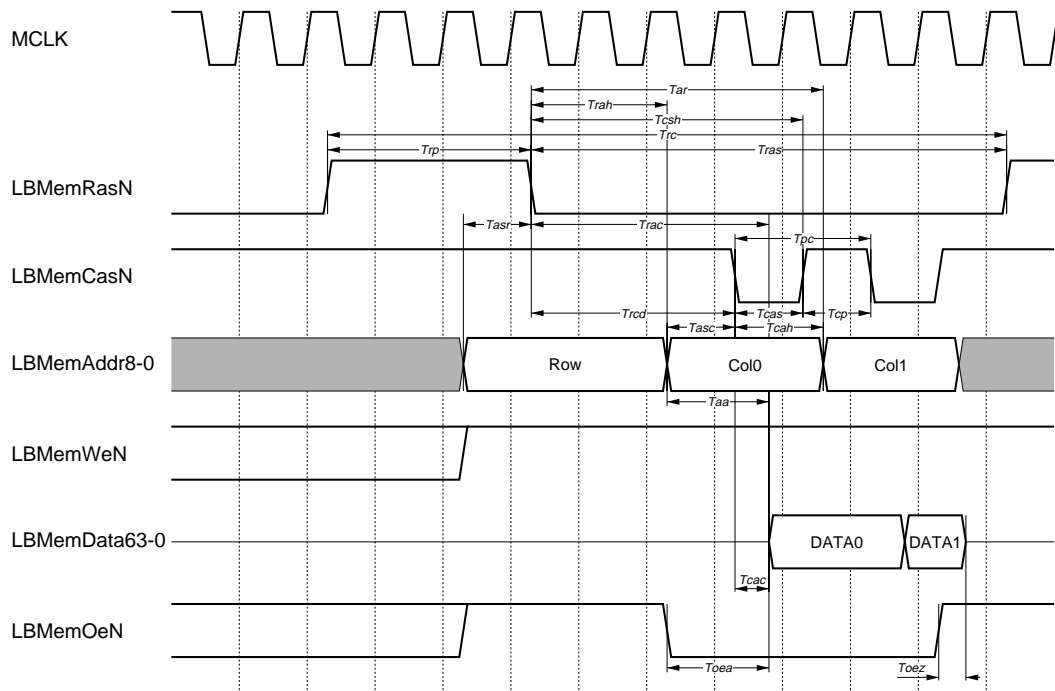 MCLK
Tar
Trah
Tcsh
Trc
Trp
Tras
LBMemRasN
Tasr
Trac
Tpc
LBMemCasN
Trcd
Tcas
Tcp
Tasc
Tcah
LBMemAddr8-0
Row
Col0
Col1
Taa
LBMemWeN
LBMemData63-0
DATA0
DATA1
Tcac
LBMemOeN
Toea
Toez